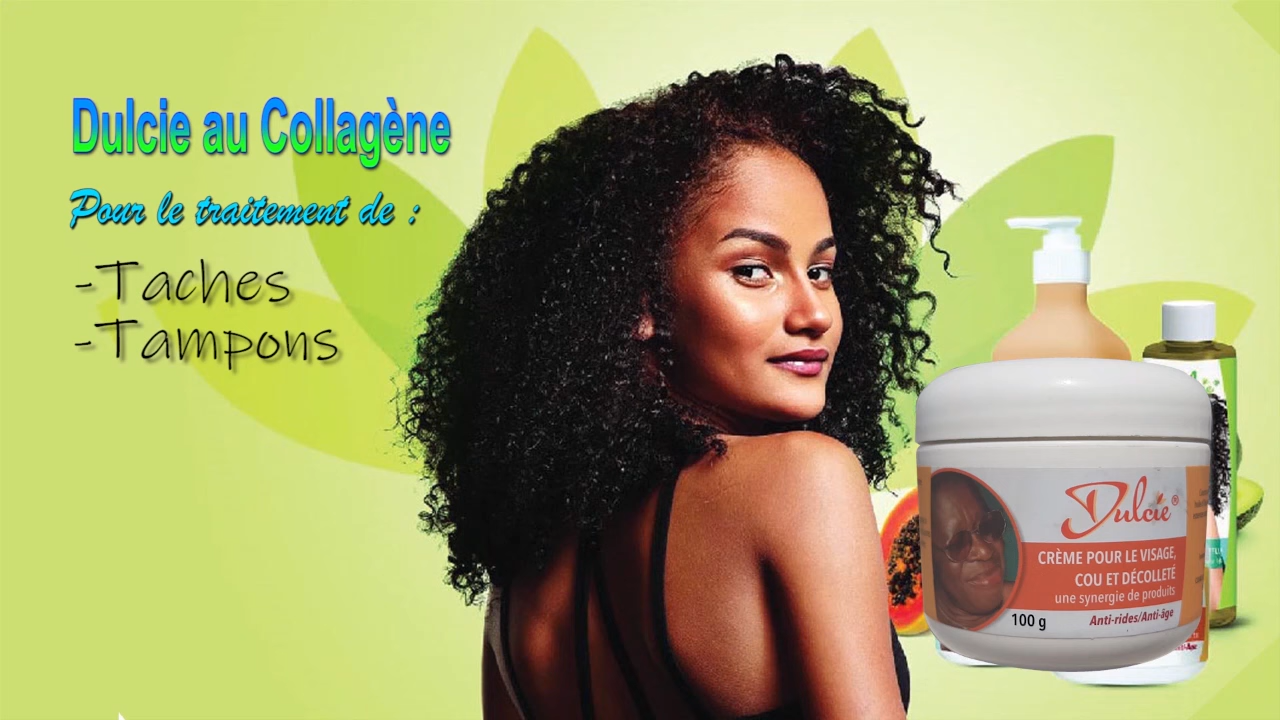 Dulcie au Collagène
Pour le traitement de :
-Taches
-Tampons
Dulcie®
CRÈME POUR LE VISAGE,
COU ET DÉCOLLETÉ
une synergie de produits
100 g
Anti-rides/Anti-âge